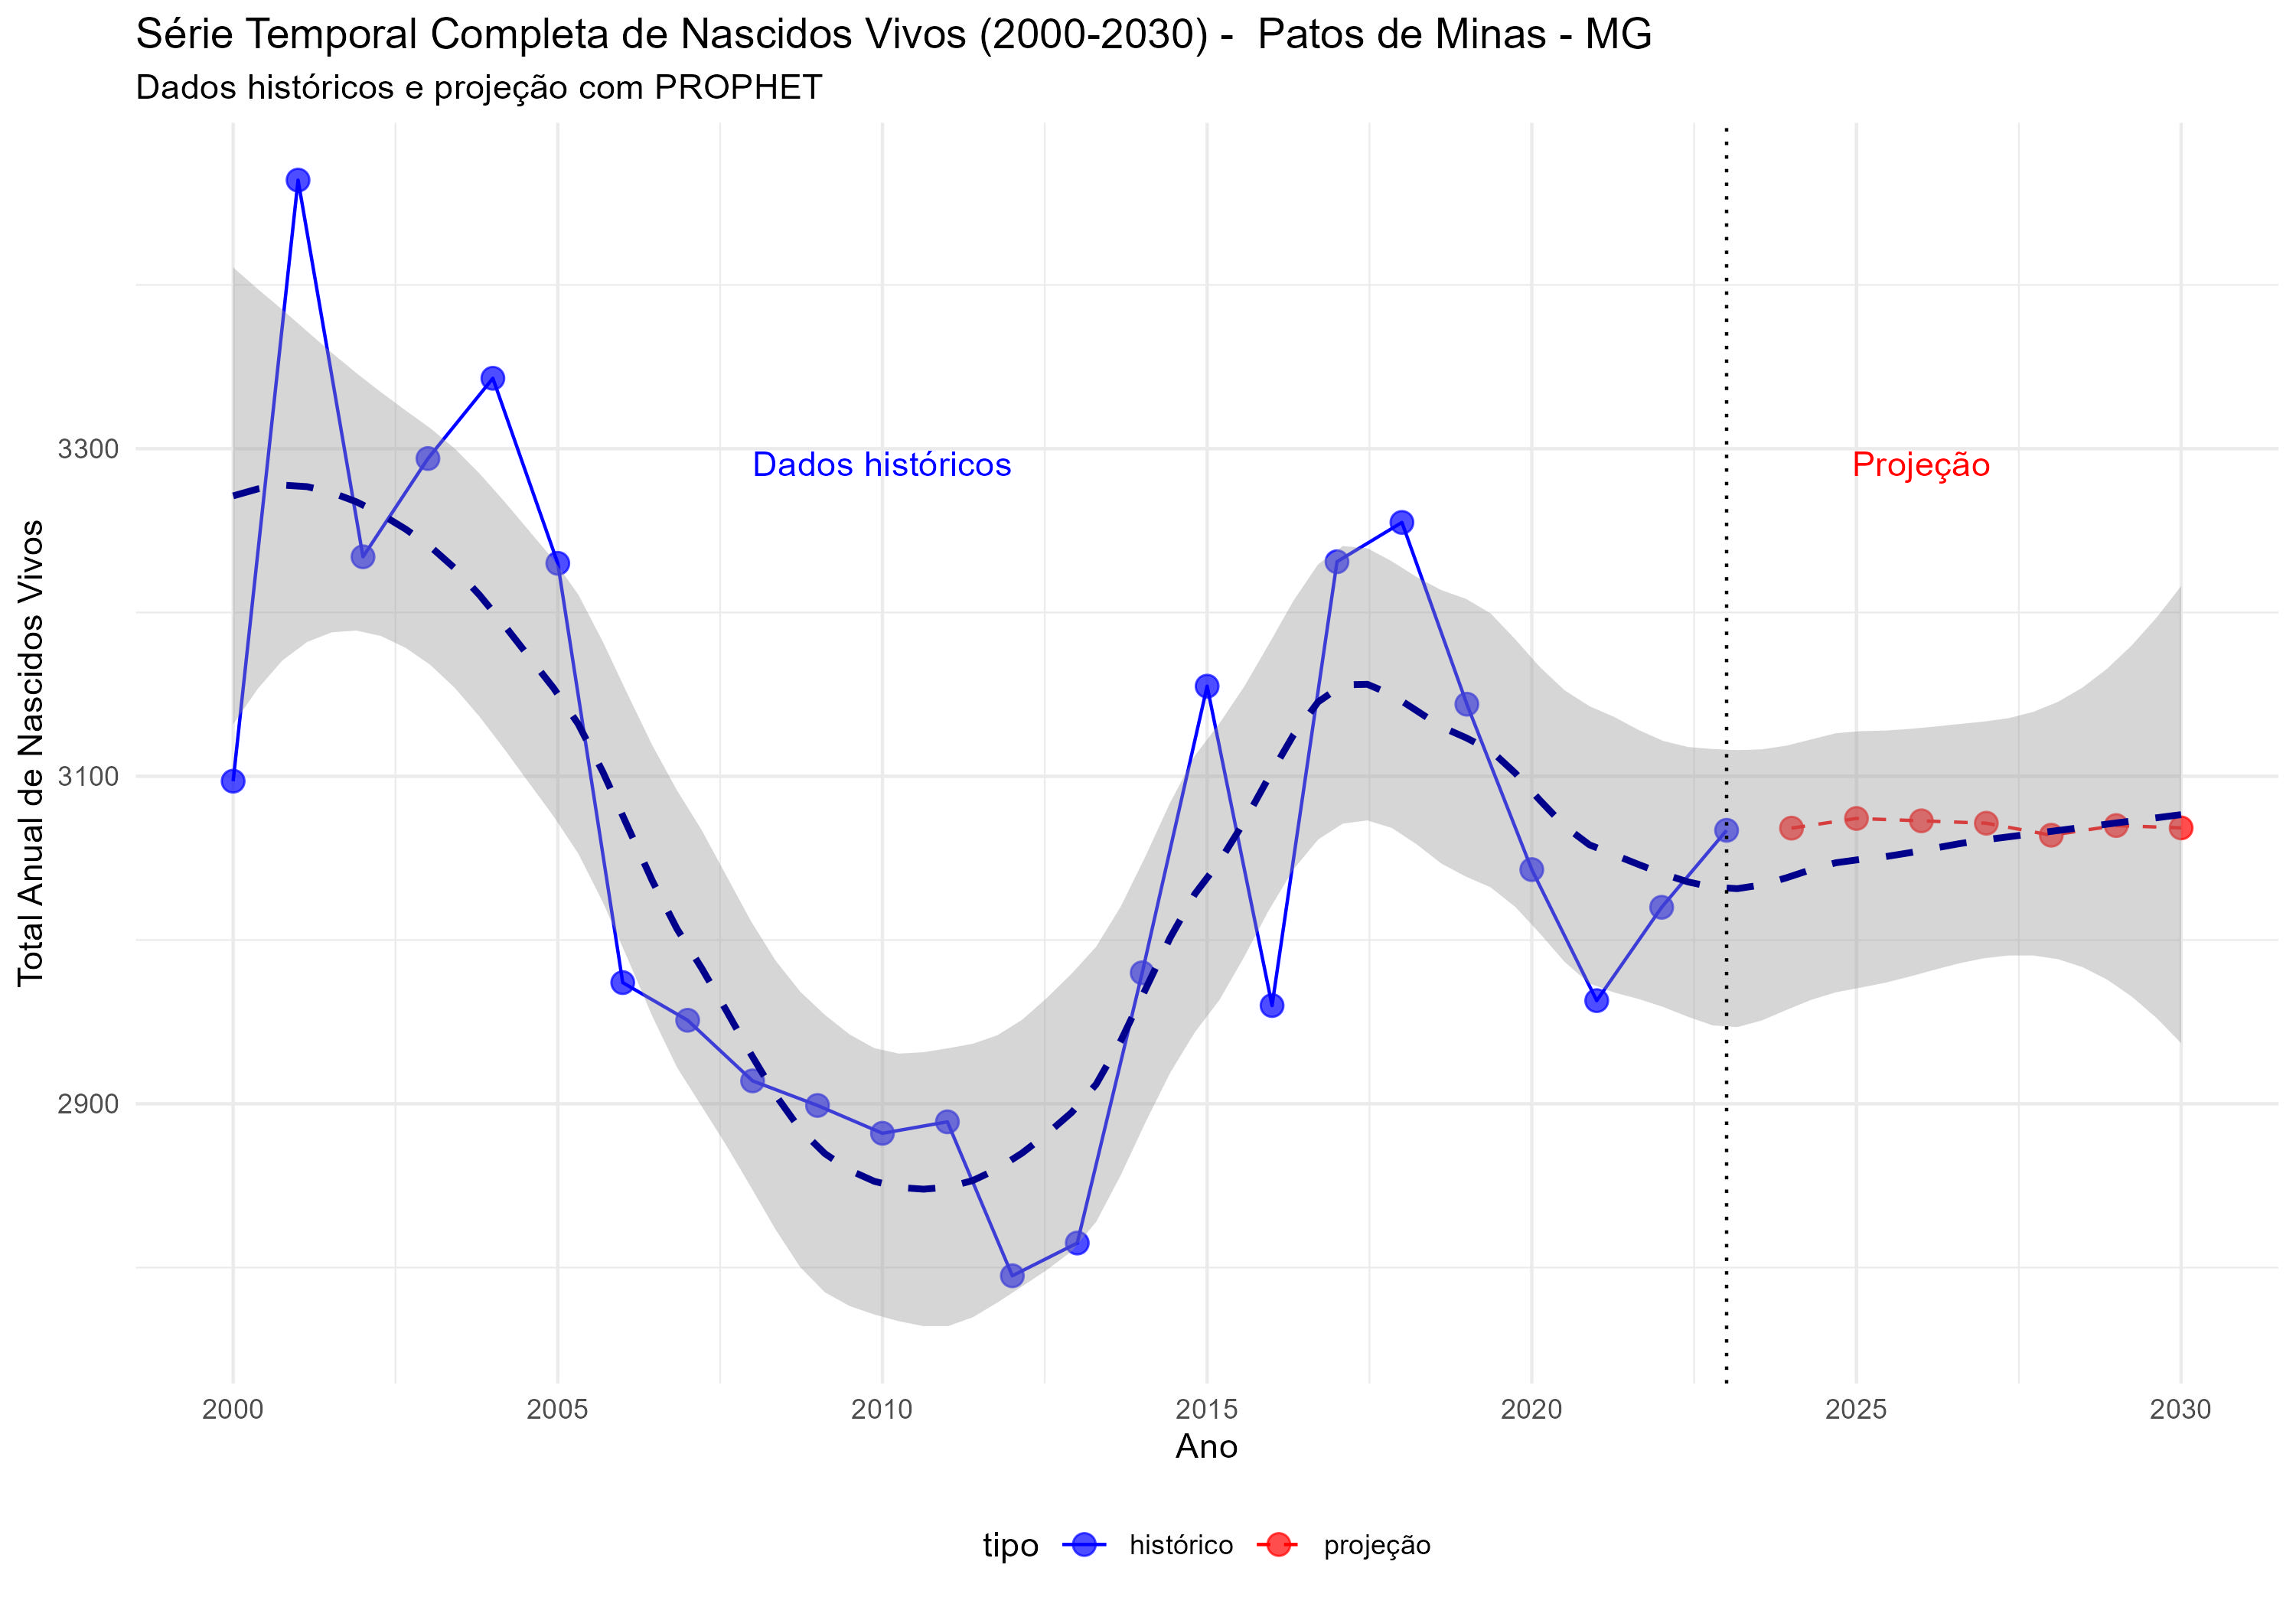 Série Temporal Completa de Nascidos Vivos (2000-2030) -  Patos de Minas - MG
Dados históricos e projeção com PROPHET
Total Anual de Nascidos Vivos
3300
3100
2900
Dados históricos
Projeção
2000
2005
2010
2015
2020
2025
2030
Ano
tipo
histórico
projeção